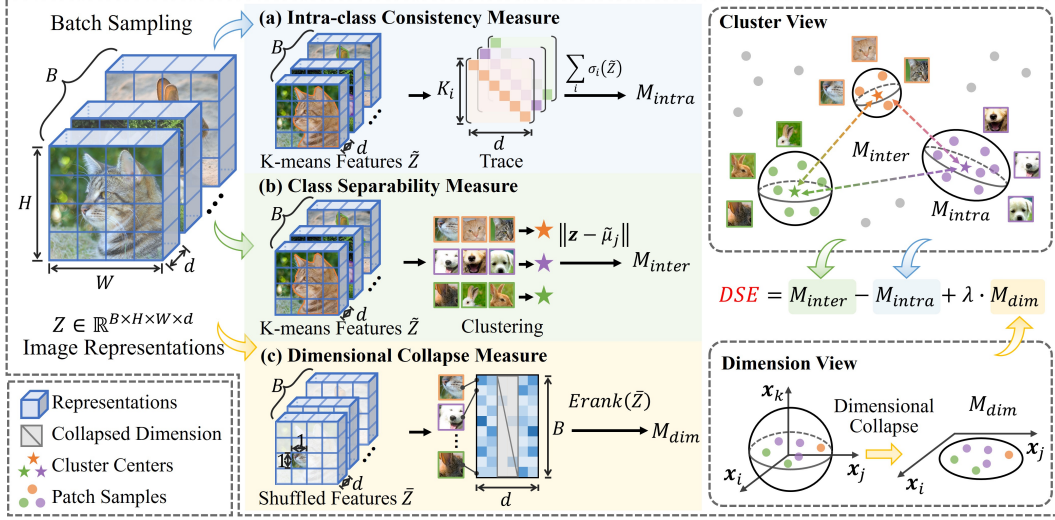 Batch Sampling
B
H
W
d
Z ∈ ℝ^{B×H×W×d}
Image Representations
Representations
Collapsed Dimension
Cluster Centers
Patch Samples
(a) Intra-class Consistency Measure
B
d
K-means Features Z̃
K_i
d
Trace
∑_i σ_i(Z̃)
M_intra
(b) Class Separability Measure
B
d
K-means Features Z̃
Clustering
‖z − μ̃_j‖
M_inter
(c) Dimensional Collapse Measure
B
1
1
d
Shuffled Features Z̄
B
d
Erank(Z̄)
M_dim
Cluster View
M_inter
M_intra
DSE = M_inter − M_intra + λ · M_dim
Dimension View
x_k
x_i
x_j
Dimensional
Collapse
M_dim
x_j
x_i